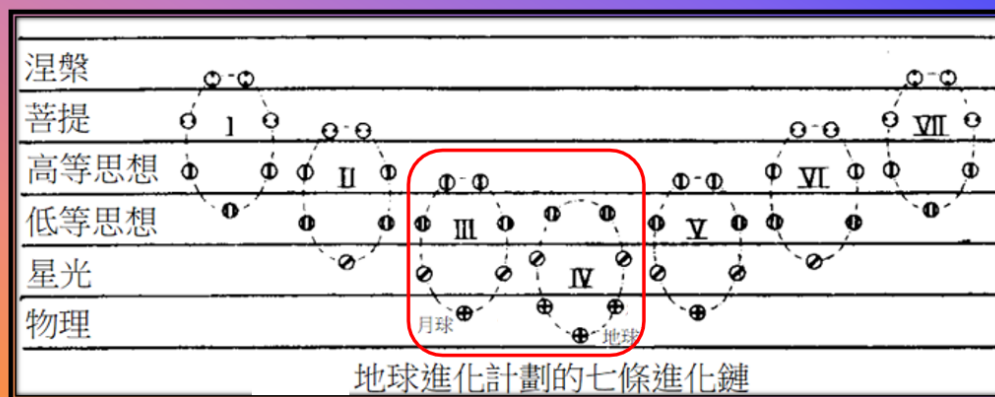 涅槃
菩提
I
VII
II
VI
高等思想
III
V
低等思想
IV
星光
物理
月球
地球
地球進化計劃的七條進化鏈